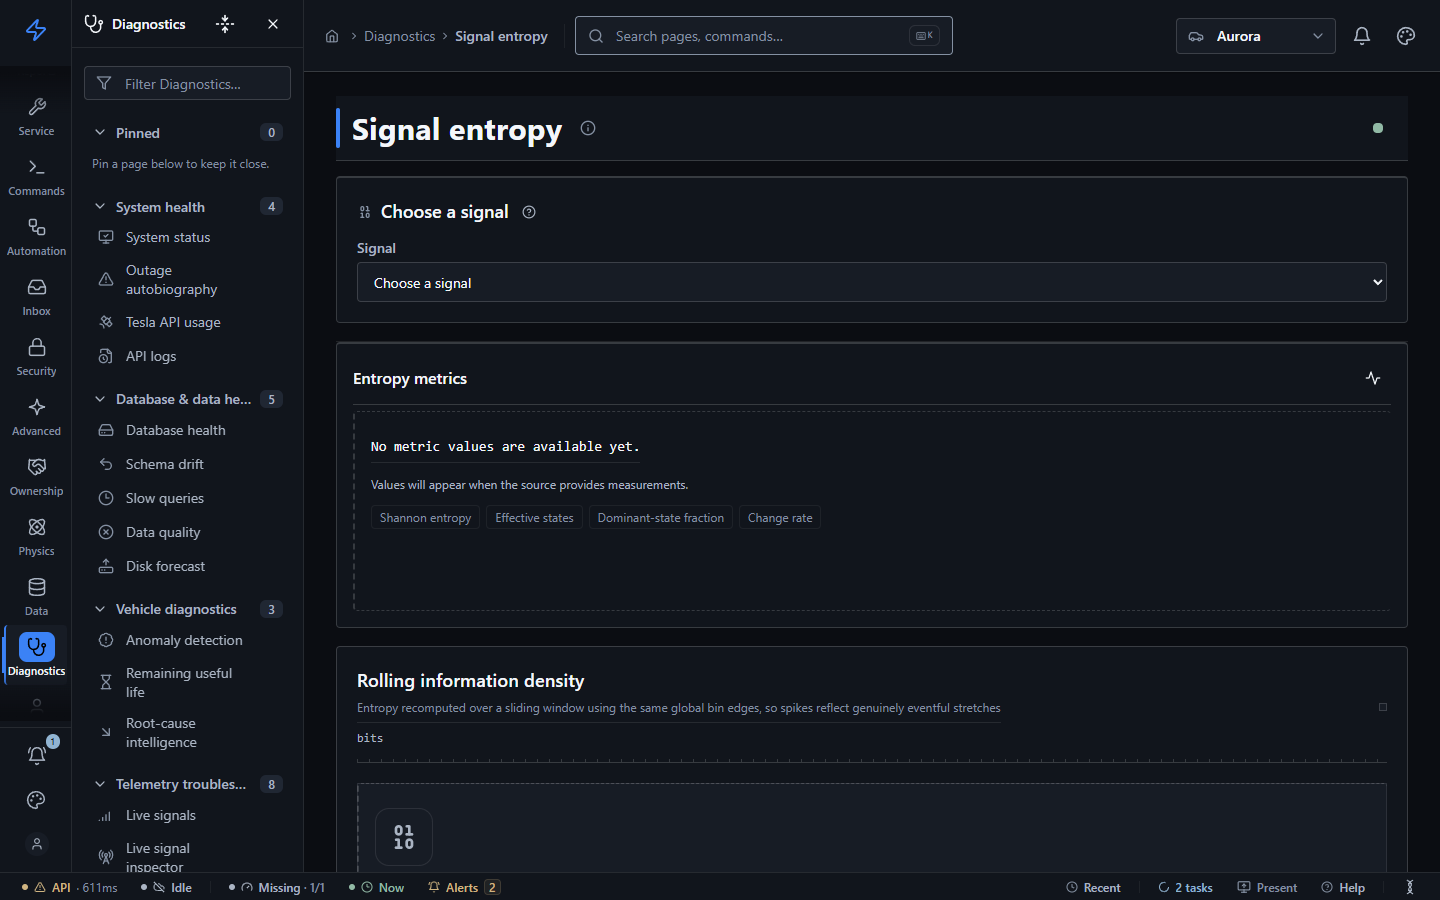 Diagnostics
Diagnostics
Signal entropy
Search pages, commands...
K
Aurora
Service
Commands
Automation
Inbox
Security
Advanced
Ownership
Physics
Data
Diagnostics
1
Filter Diagnostics...
Pinned
0
Pin a page below to keep it close.
System health
4
System status
Outage
autobiography
Tesla API usage
API logs
Database & data he...
5
Database health
Schema drift
Slow queries
Data quality
Disk forecast
Vehicle diagnostics
3
Anomaly detection
Remaining useful
life
Root-cause
intelligence
Telemetry troubles...
8
Live signals
Live signal
inspector
Signal entropy
01
10
Choose a signal
Signal
Choose a signal
Entropy metrics
No metric values are available yet.
Values will appear when the source provides measurements.
Shannon entropy
Effective states
Dominant-state fraction
Change rate
Rolling information density
Entropy recomputed over a sliding window using the same global bin edges, so spikes reflect genuinely eventful stretches
bits
01
10
API · 611ms
Idle
Missing · 1/1
Now
Alerts 2
Recent
2 tasks
Present
Help